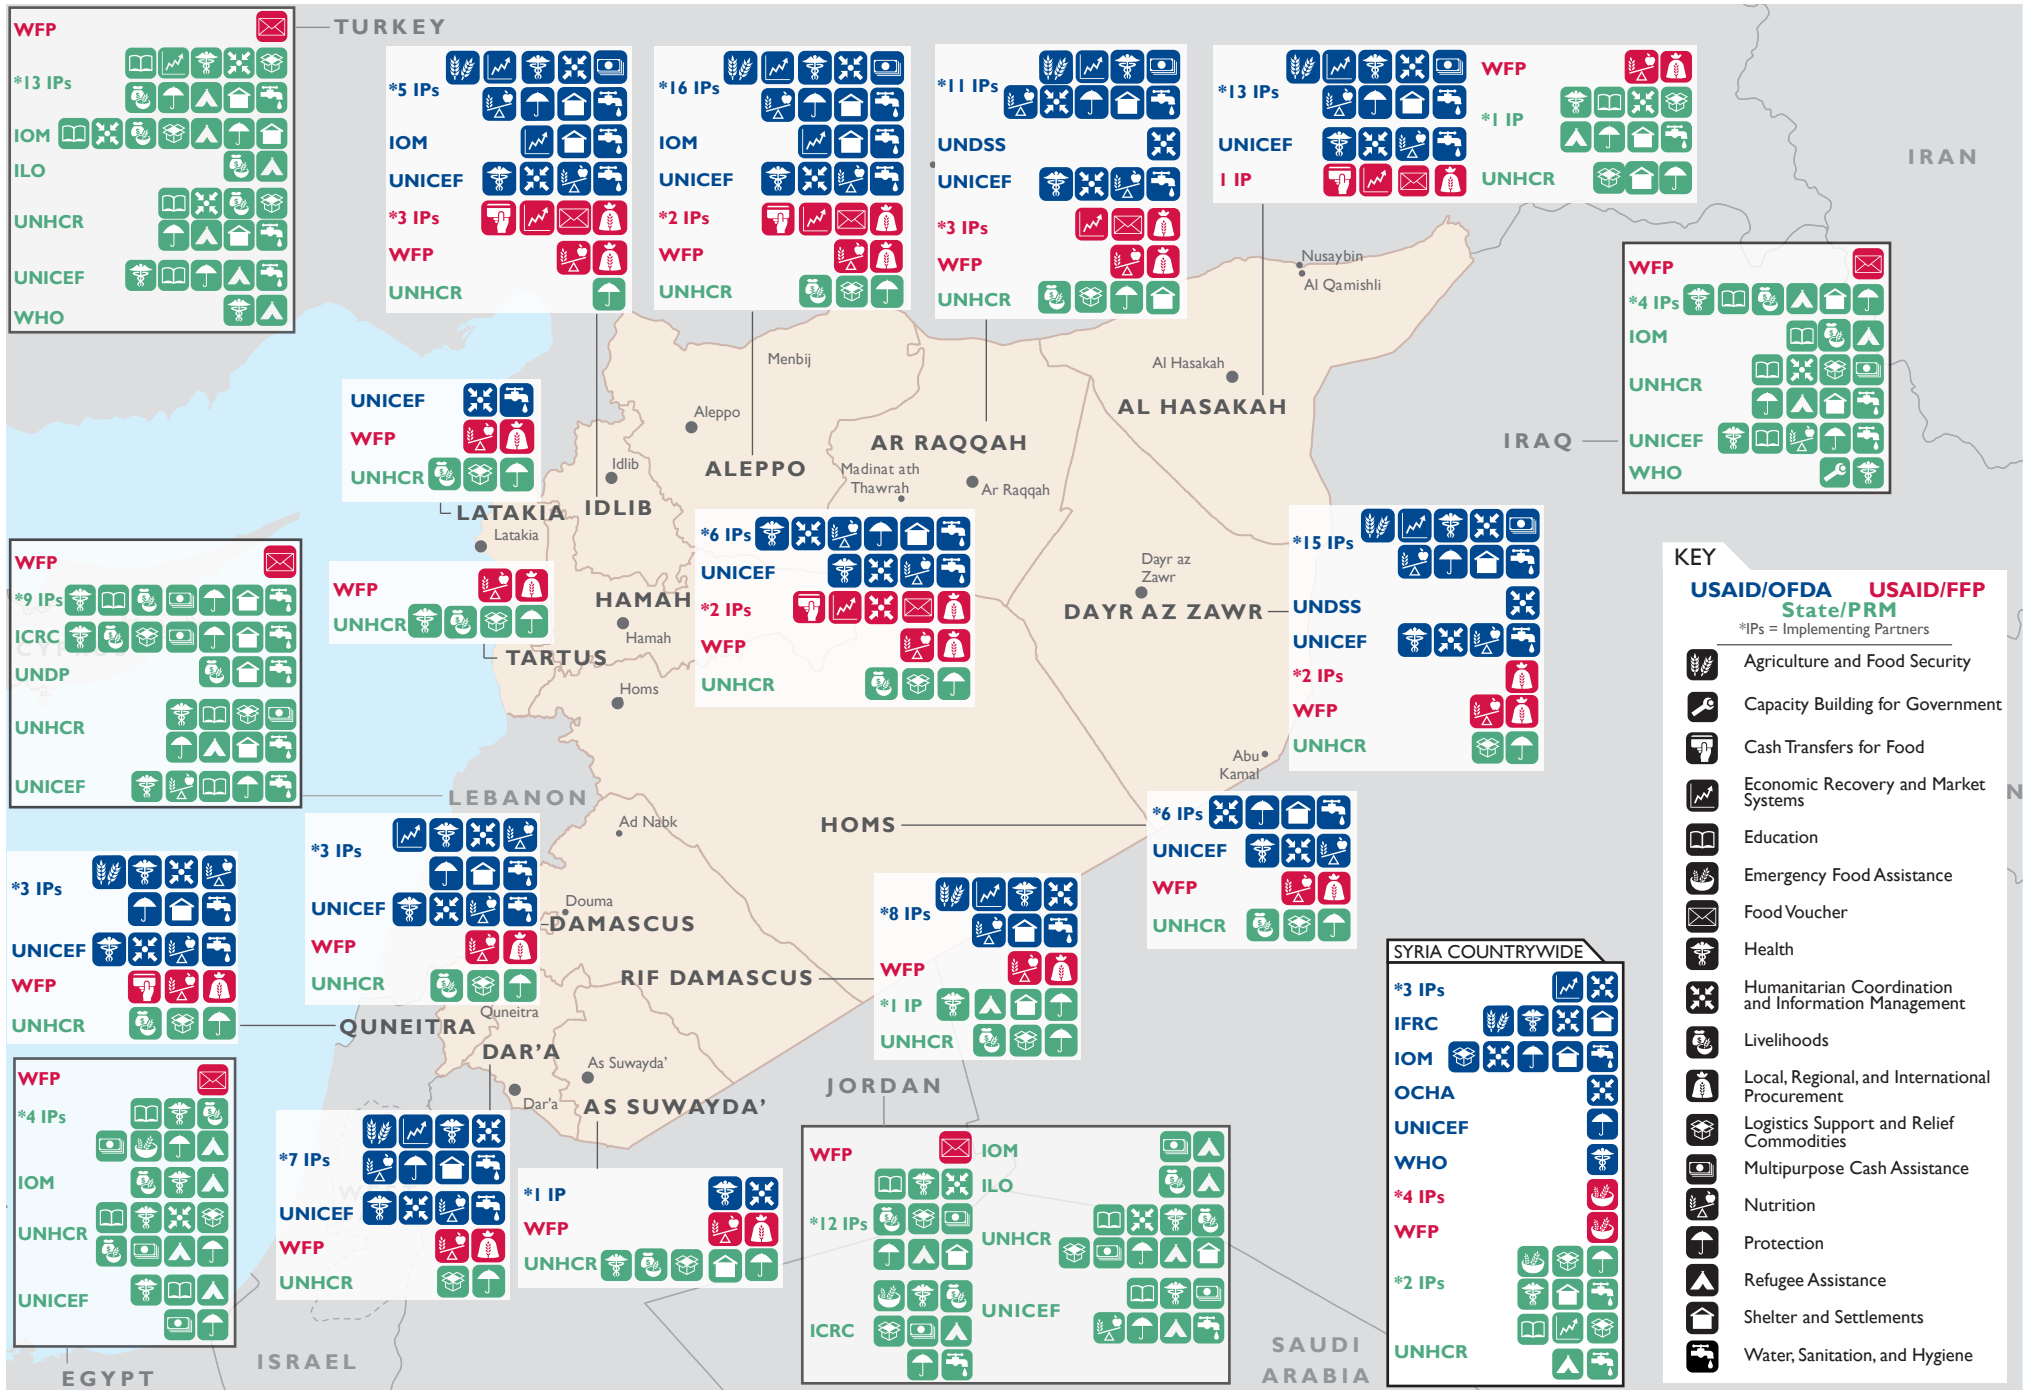 TURKEY
WFP
*13 IPs
IOM
ILO
UNHCR
UNICEF
WHO
*5 IPs
IOM
UNICEF
*3 IPs
WFP
UNHCR
*16 IPs
IOM
UNICEF
*2 IPs
WFP
UNHCR
*11 IPs
UNDSS
UNICEF
*3 IPs
WFP
UNHCR
*13 IPs
UNICEF
1 IP
WFP
*1 IP
UNHCR
IRAN
WFP
*4 IPs
IOM
UNHCR
UNICEF
WHO
IRAQ
Nusaybin
Al Qamishli
Al Hasakah
AL HASAKAH
Menbij
Aleppo
ALEPPO
AR RAQQAH
Madinat ath
Thawrah
Ar Raqqah
UNICEF
WFP
UNHCR
LATAKIA
Latakia
Idlib
IDLIB
WFP
UNHCR
TARTUS
HAMAH
Hamah
Homs
*6 IPs
UNICEF
*2 IPs
WFP
UNHCR
Dayr az
Zawr
DAYR AZ ZAWR
*15 IPs
UNDSS
UNICEF
*2 IPs
WFP
UNHCR
Abu
Kamal
CYPRUS
WFP
*9 IPs
ICRC
UNDP
UNHCR
UNICEF
LEBANON
HOMS
*6 IPs
UNICEF
WFP
UNHCR
Ad Nabk
*3 IPs
UNICEF
WFP
UNHCR
Douma
DAMASCUS
RIF DAMASCUS
*8 IPs
WFP
*1 IP
UNHCR
*3 IPs
UNICEF
WFP
UNHCR
QUNEITRA
Quneitra
DAR'A
Dar'a
As Suwayda'
AS SUWAYDA'
WFP
*4 IPs
IOM
UNHCR
UNICEF
EGYPT
ISRAEL
*7 IPs
UNICEF
WFP
UNHCR
*1 IP
WFP
UNHCR
JORDAN
WFP
*12 IPs
ICRC
IOM
ILO
UNHCR
UNICEF
SAUDI
ARABIA
SYRIA COUNTRYWIDE
*3 IPs
IFRC
IOM
OCHA
UNICEF
WHO
*4 IPs
WFP
*2 IPs
UNHCR
KEY
USAID/OFDA USAID/FFP
State/PRM
*IPs = Implementing Partners
Agriculture and Food Security
Capacity Building for Government
Cash Transfers for Food
Economic Recovery and Market
Systems
Education
Emergency Food Assistance
Food Voucher
Health
Humanitarian Coordination
and Information Management
Livelihoods
Local, Regional, and International
Procurement
Logistics Support and Relief
Commodities
Multipurpose Cash Assistance
Nutrition
Protection
Refugee Assistance
Shelter and Settlements
Water, Sanitation, and Hygiene